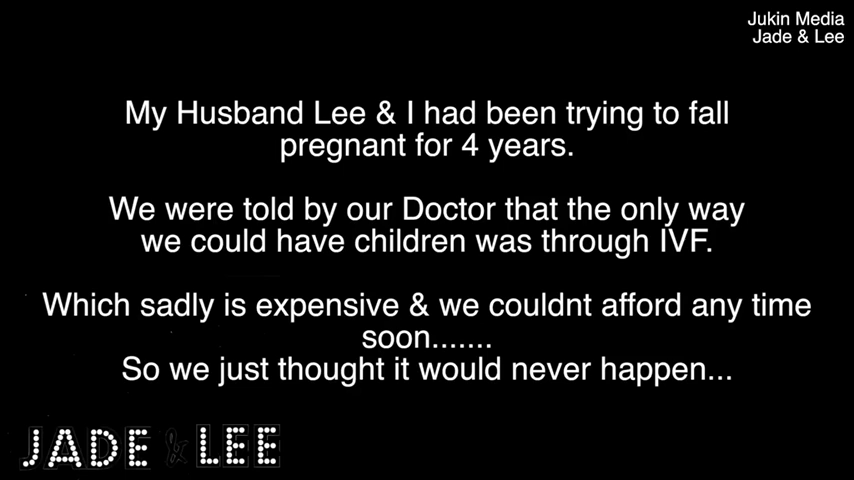 Jukin Media
Jade & Lee
My Husband Lee & I had been trying to fall
pregnant for 4 years.
We were told by our Doctor that the only way
we could have children was through IVF.
Which sadly is expensive & we couldnt afford any time
soon.......
So we just thought it would never happen...
JADE & LEE